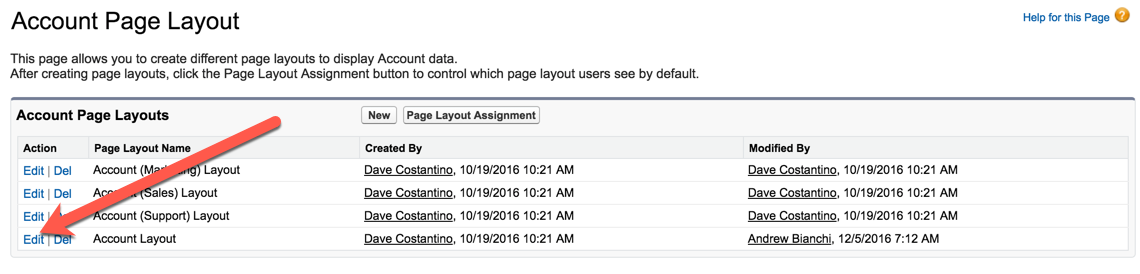 Account Page Layout
Help for this Page ?
This page allows you to create different page layouts to display Account data.
After creating page layouts, click the Page Layout Assignment button to control which page layout users see by default.
Account Page Layouts New Page Layout Assignment
Action Page Layout Name Created By Modified By
Edit | Del Account (Marketing) Layout Dave Costantino, 10/19/2016 10:21 AM Dave Costantino, 10/19/2016 10:21 AM
Edit | Del Account (Sales) Layout Dave Costantino, 10/19/2016 10:21 AM Dave Costantino, 10/19/2016 10:21 AM
Edit | Del Account (Support) Layout Dave Costantino, 10/19/2016 10:21 AM Dave Costantino, 10/19/2016 10:21 AM
Edit | Del Account Layout Dave Costantino, 10/19/2016 10:21 AM Andrew Bianchi, 12/5/2016 7:12 AM